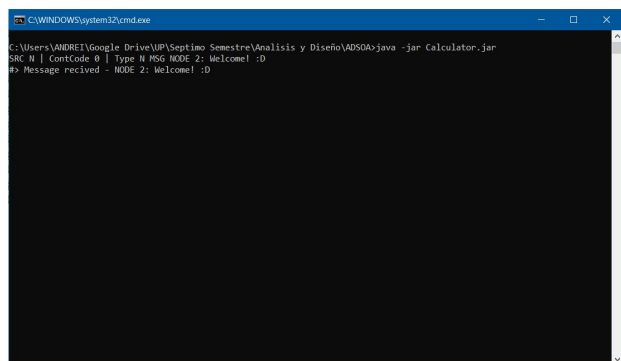 C:\WINDOWS\system32\cmd.exe
C:\Users\ANDREI\Google Drive\UP\Septimo Semestre\Analisis y Diseño\ADSOA>java -jar Calculator.jar
SRC N | ContCode 0 | Type N MSG NODE 2: Welcome! :D
#> Message recived - NODE 2: Welcome! :D